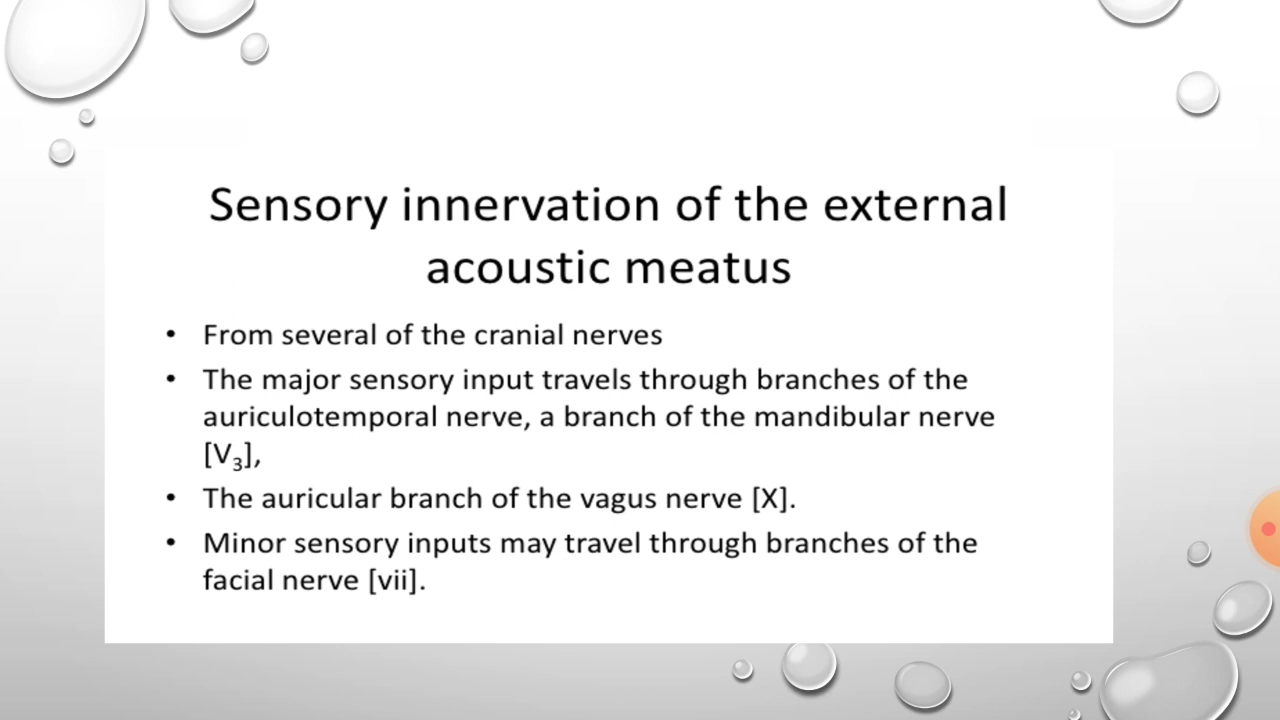 Sensory innervation of the external
acoustic meatus
• From several of the cranial nerves
• The major sensory input travels through branches of the
auriculotemporal nerve, a branch of the mandibular nerve
[V₃],
• The auricular branch of the vagus nerve [X].
• Minor sensory inputs may travel through branches of the
facial nerve [vii].